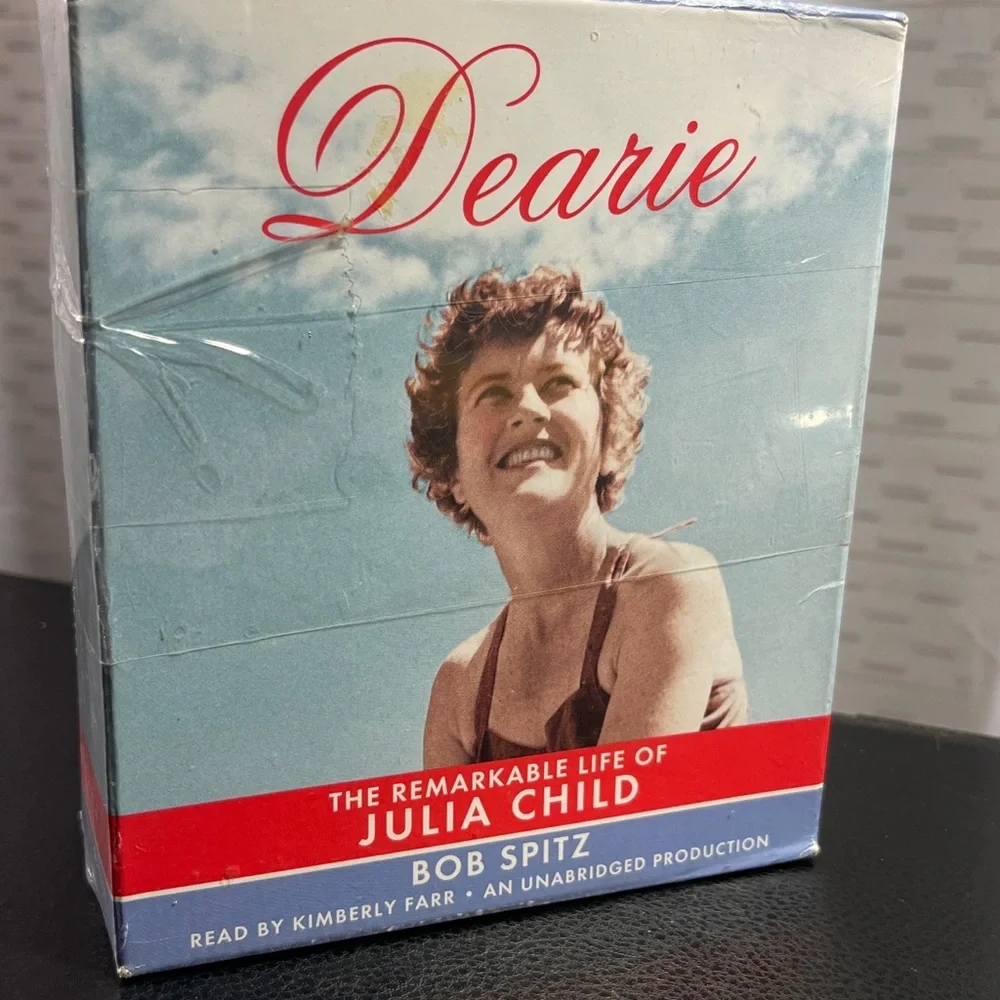 Dearie
THE REMARKABLE LIFE OF
JULIA CHILD
BOB SPITZ
READ BY KIMBERLY FARR • AN UNABRIDGED PRODUCTION